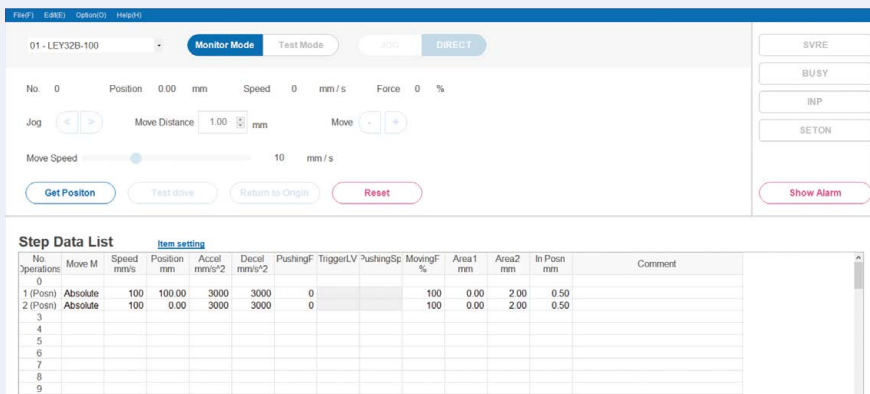 File(F) Edit(E) Option(O) Help(H)
01 - LEY32B-100 Monitor Mode Test Mode JOG DIRECT SVRE
BUSY
No. 0 Position 0.00 mm Speed 0 mm / s Force 0 %
INP
Jog < > Move Distance 1.00 mm Move - +
SETON
Move Speed 10 mm / s
Get Positon Test drive Return to Origin Reset Show Alarm
Step Data List Item setting
No. Operations Move M Speed mm/s Position mm Accel mm/s^2 Decel mm/s^2 PushingF TriggerLV PushingSp MovingF % Area1 mm Area2 mm In Posn mm Comment
0
1 (Posn) Absolute 100 100.00 3000 3000 0 100 0.00 2.00 0.50
2 (Posn) Absolute 100 0.00 3000 3000 0 100 0.00 2.00 0.50
3
4
5
6
7
8
9